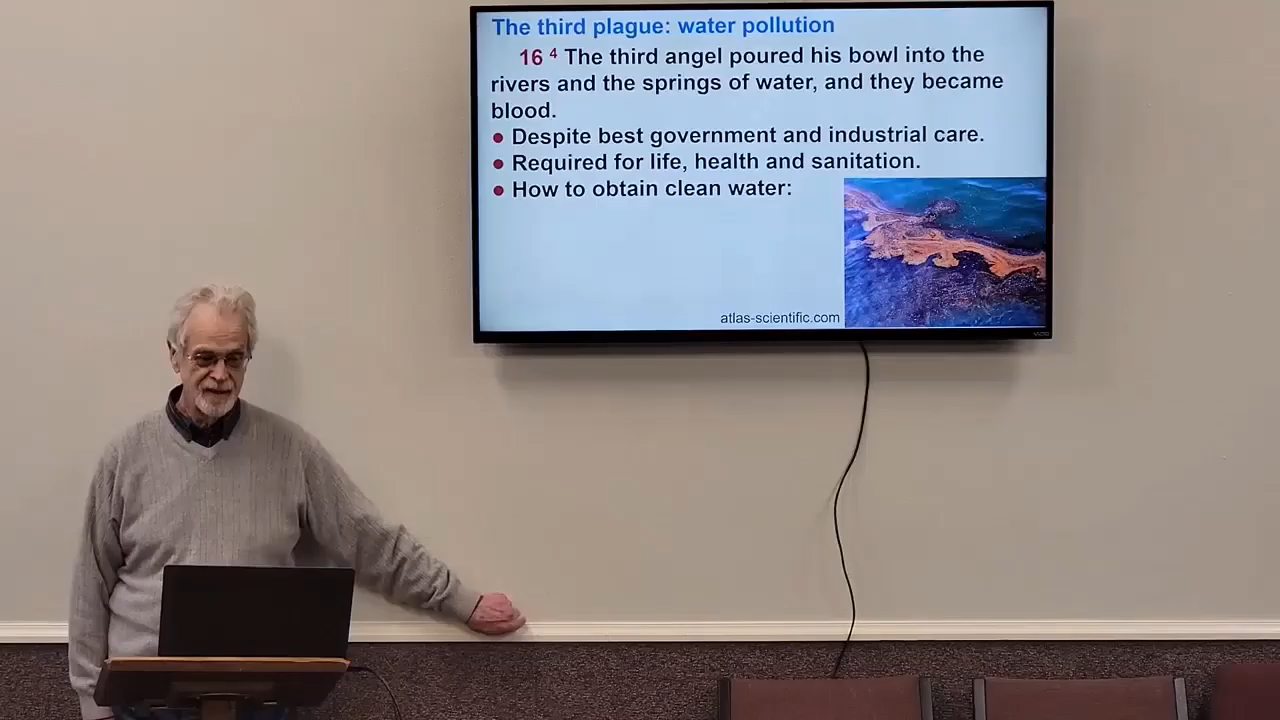 The third plague: water pollution
16 4 The third angel poured his bowl into the
rivers and the springs of water, and they became
blood.
● Despite best government and industrial care.
● Required for life, health and sanitation.
● How to obtain clean water:
atlas-scientific.com
VIZIO